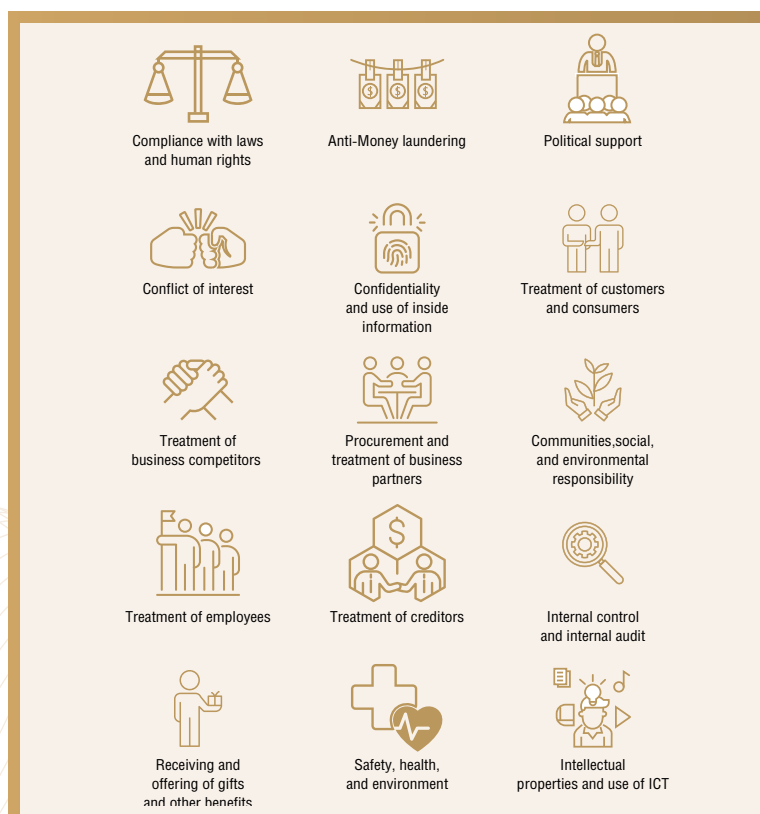 Compliance with laws
and human rights
Anti-Money laundering
Political support
Conflict of interest
Confidentiality
and use of inside
information
Treatment of customers
and consumers
Treatment of
business competitors
Procurement and
treatment of business
partners
Communities,social,
and environmental
responsibility
Treatment of employees
Treatment of creditors
Internal control
and internal audit
Receiving and
offering of gifts
and other benefits
Safety, health,
and environment
Intellectual
properties and use of ICT